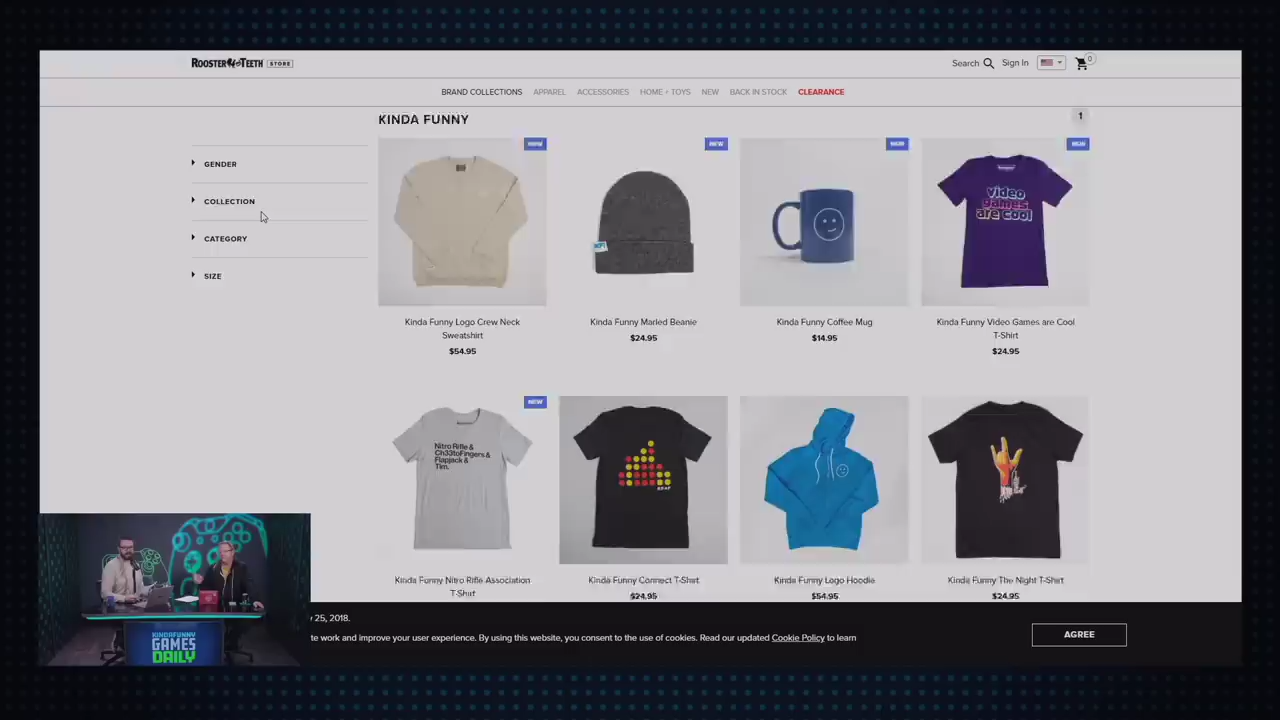 ROOSTER TEETH STORE
Search
Sign In
0
BRAND COLLECTIONS
APPAREL
ACCESSORIES
HOME + TOYS
NEW
BACK IN STOCK
CLEARANCE
KINDA FUNNY
1
GENDER
COLLECTION
CATEGORY
SIZE
NEW
NEW
NEW
NEW
video
games
are cool
Kinda Funny Logo Crew Neck
Sweatshirt
$54.95
Kinda Funny Marled Beanie
$24.95
Kinda Funny Coffee Mug
$14.95
Kinda Funny Video Games are Cool
T-Shirt
$24.95
NEW
Nitro Rifle &
Ch33toFingers &
Flapjack &
Tim.
Kinda Funny Nitro Rifle Association
T-Shirt
Kinda Funny Connect T-Shirt
$24.95
Kinda Funny Logo Hoodie
$54.95
Kinda Funny The Night T-Shirt
$24.95
y 25, 2018.
te work and improve your user experience. By using this website, you consent to the use of cookies. Read our updated Cookie Policy to learn
AGREE
KINDA FUNNY
GAMES
DAILY